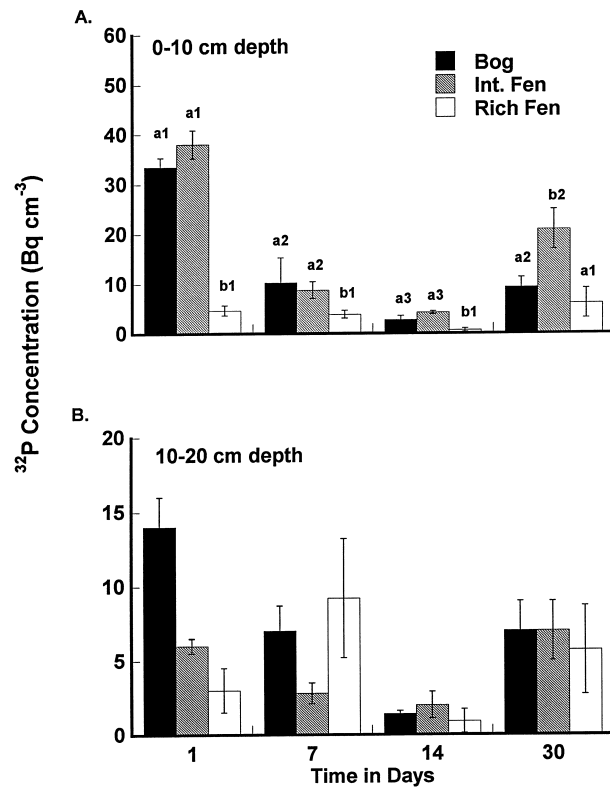 A.
60
0-10 cm depth
Bog
50
Int. Fen
Rich Fen
40
a1
a1
30
b2
20
a2
a2
a2
a1
10
b1
b1
a3
a3
b1
0
³²P Concentration (Bq cm⁻³)
B.
20
10-20 cm depth
15
10
5
0
1 7 14 30
Time in Days